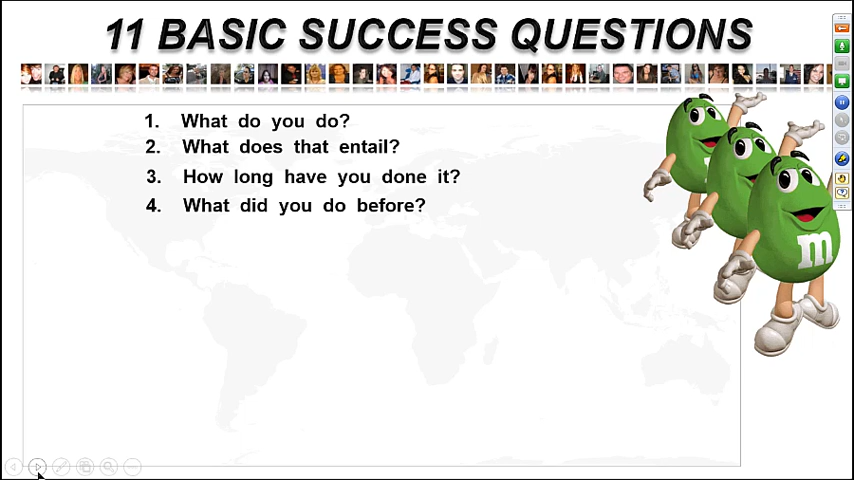 11 BASIC SUCCESS QUESTIONS
1. What do you do?
2. What does that entail?
3. How long have you done it?
4. What did you do before?
m